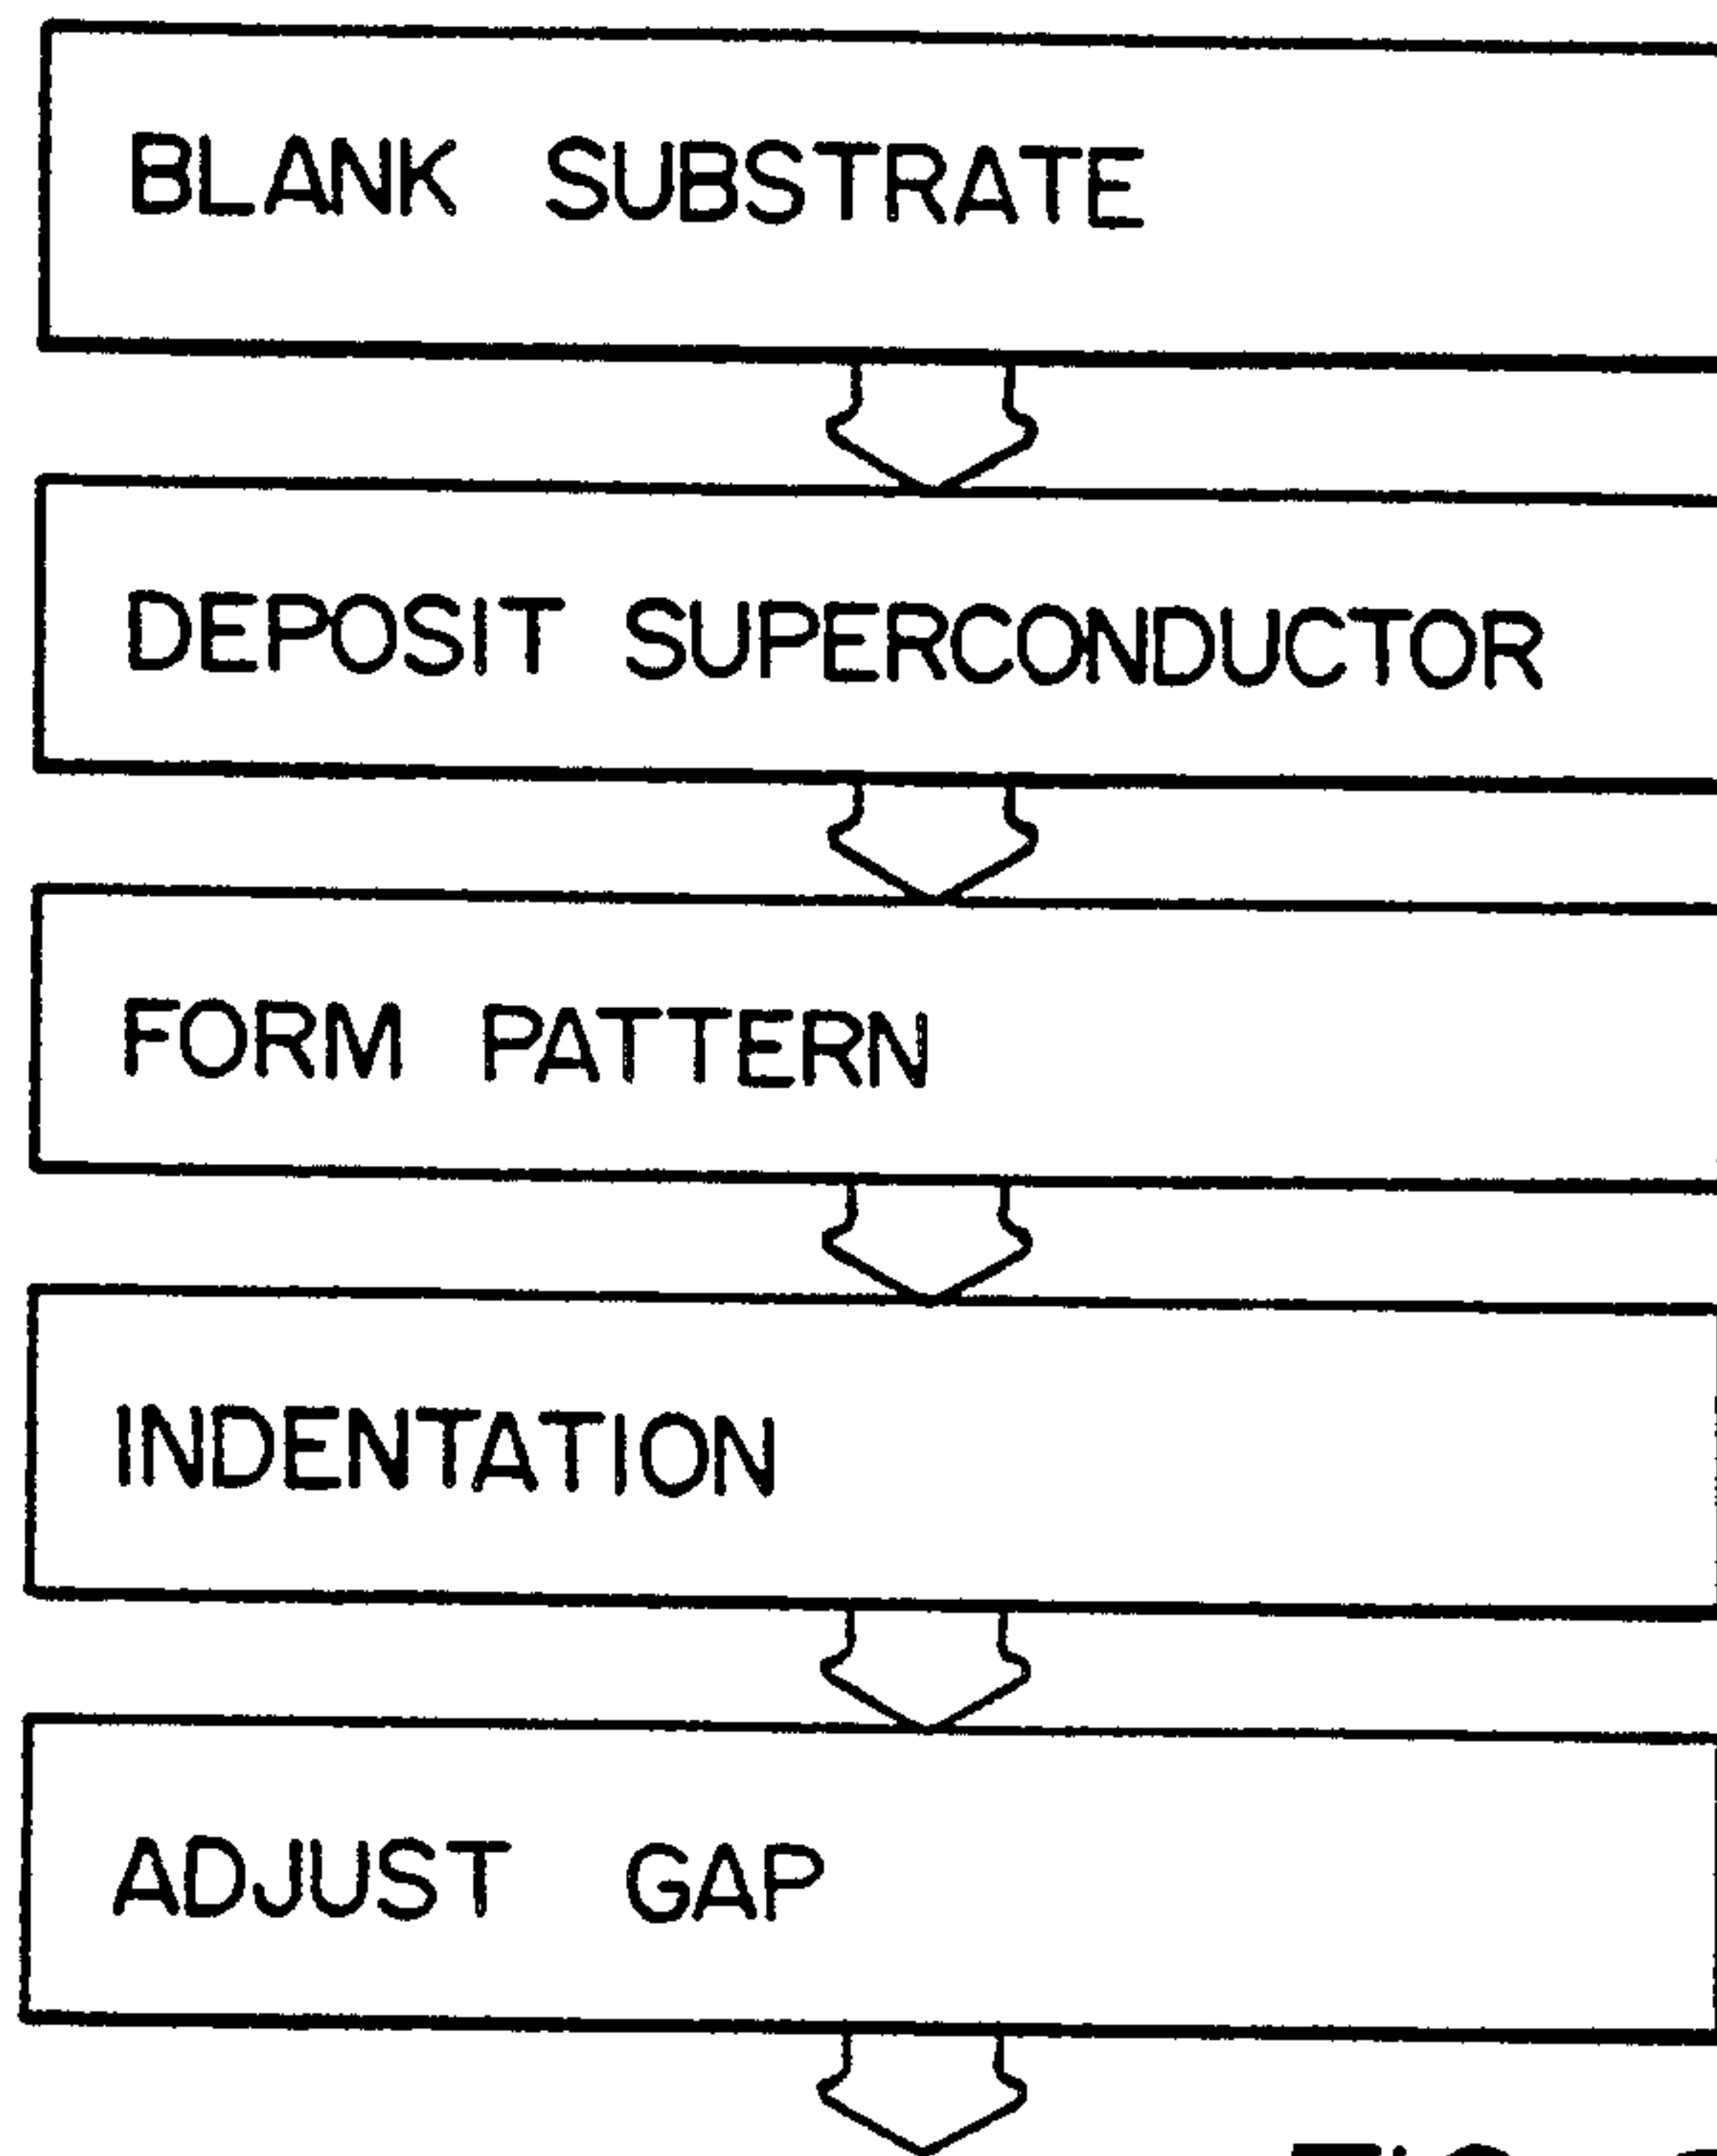 BLANK SUBSTRATE
DEPOSIT SUPERCONDUCTOR
FORM PATTERN
INDENTATION
ADJUST GAP